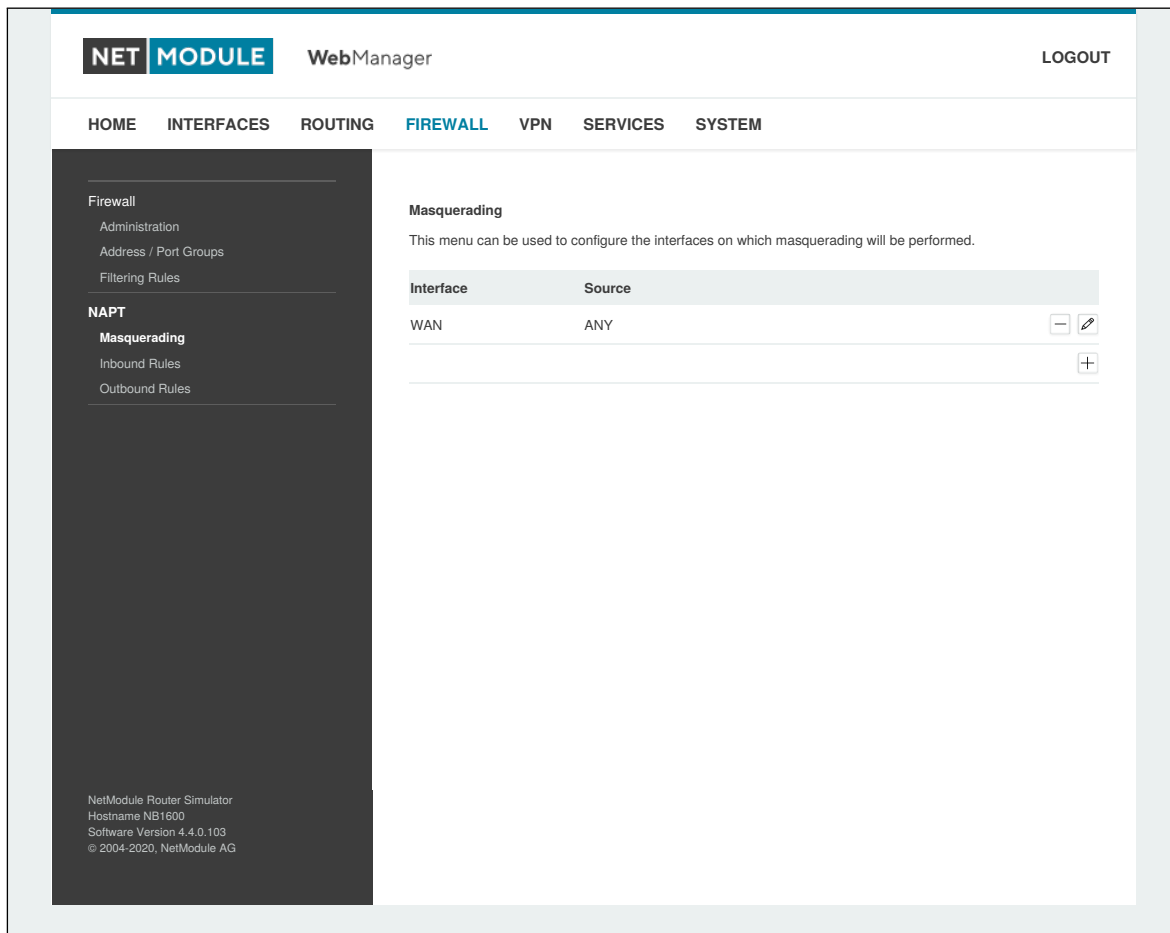 NET MODULE WebManager LOGOUT
HOME INTERFACES ROUTING FIREWALL VPN SERVICES SYSTEM
Firewall
Administration
Address / Port Groups
Filtering Rules
NAPT
Masquerading
Inbound Rules
Outbound Rules
Masquerading
This menu can be used to configure the interfaces on which masquerading will be performed.
Interface Source
WAN ANY
NetModule Router Simulator
Hostname NB1600
Software Version 4.4.0.103
© 2004-2020, NetModule AG